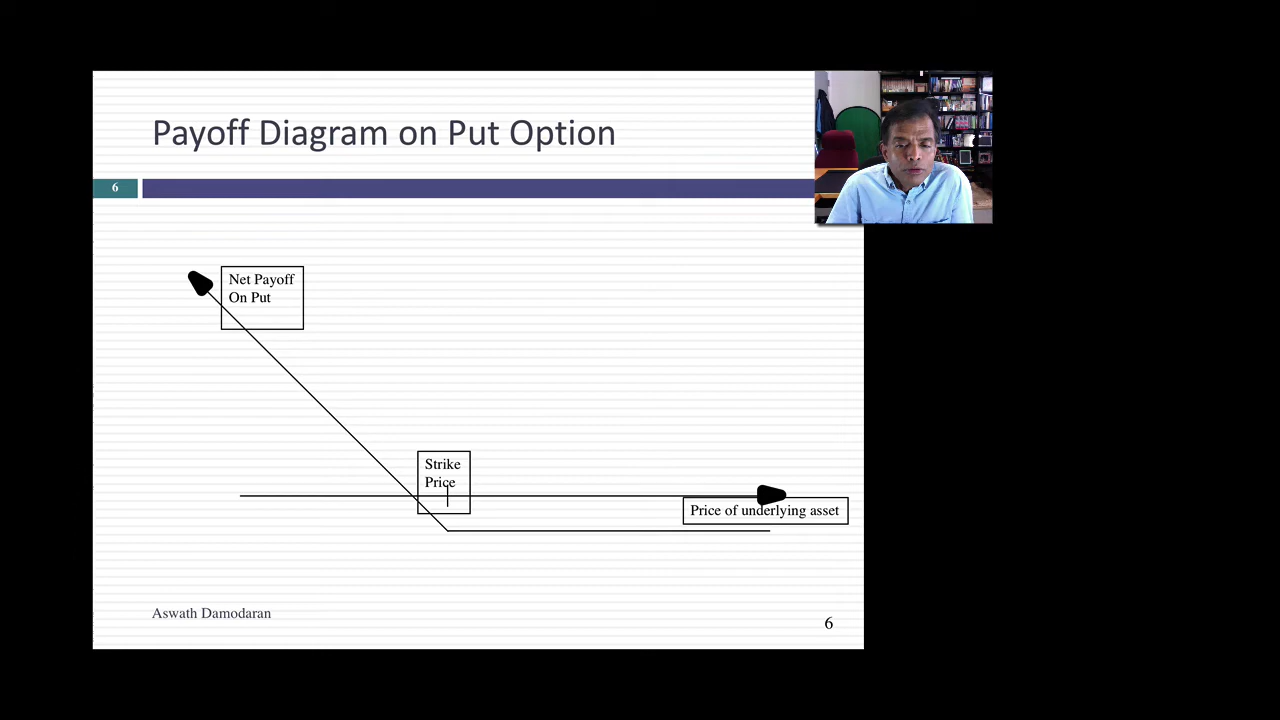 Payoff Diagram on Put Option
6
Net Payoff
On Put
Strike
Price
Price of underlying asset
Aswath Damodaran
6